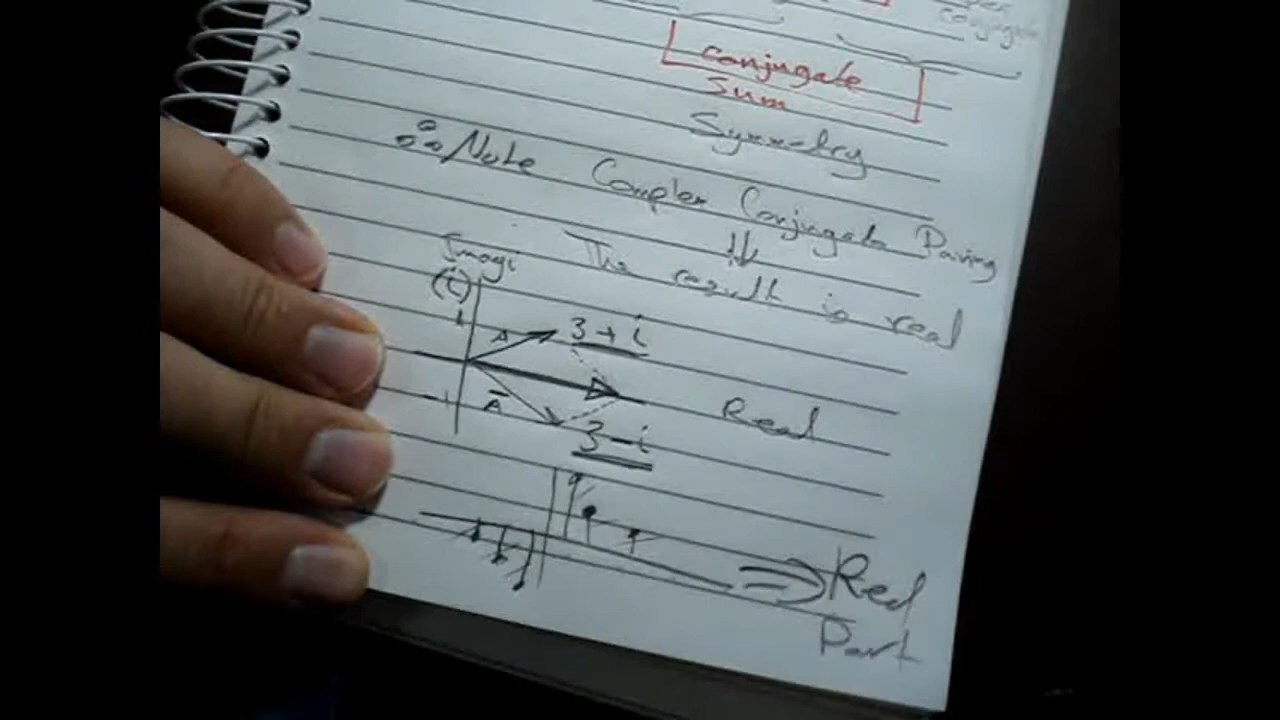 conjugate
Sum
Symmetry
Note Complex Conjugate Pairing
The result is real
Imagi
(i)
1
A
3 + i
-1
Ā
3 - i
Real
⇒ Real
Part